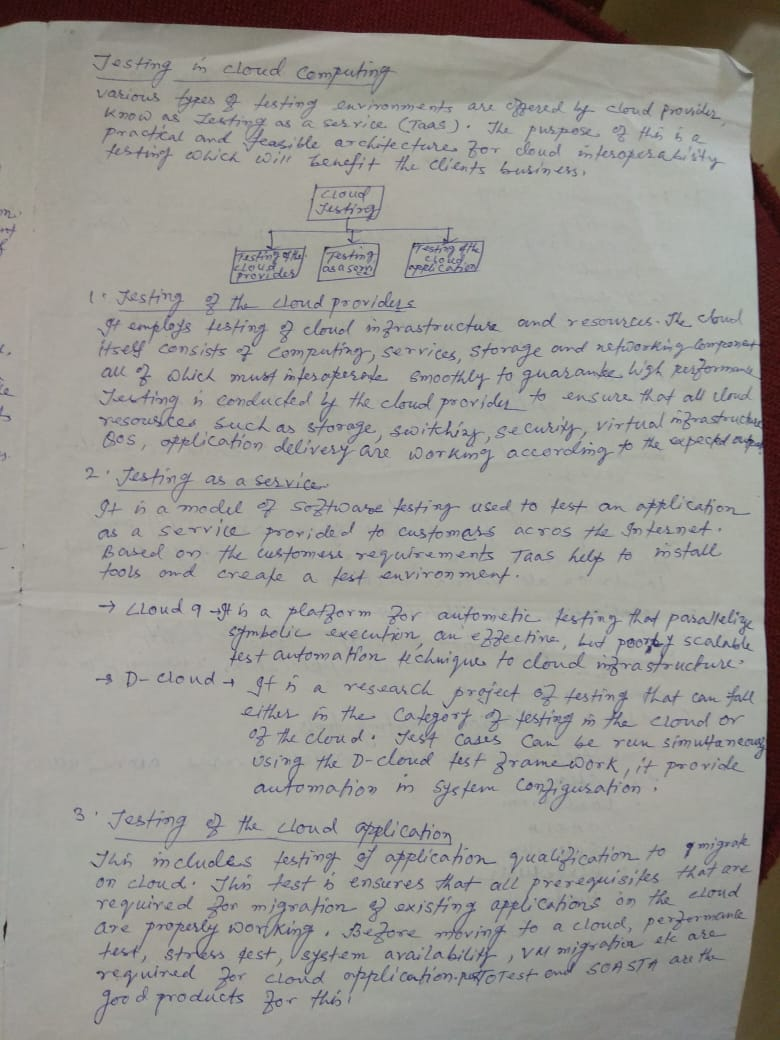 Testing in cloud computing
various types of testing environments are offered by cloud provider,
know as Testing as a service (TaaS). The purpose of this is a
practical and feasible architecture for cloud interoperability
testing which will benefit the clients business.
cloud
Testing
Testing of the
cloud
providers
Testing
as a serv
Testing of the
cloud
application
1. Testing of the cloud providers
It employs testing of cloud infrastructure and resources. The cloud
itself consists of computing, services, storage and networking component
all of which must interoperate smoothly to guarantee high performance
Testing is conducted by the cloud provider to ensure that all cloud
resources such as storage, switching, security, virtual infrastructure
QOS, application delivery are working according to the expected output
2. Testing as a service
It is a model of software testing used to test an application
as a service provided to customers acros the Internet.
Based on the customers requirements TaaS help to install
tools and create a test environment.
→ cloud 9 → It is a platform for autometic testing that parallelize
symbolic execution, an effective, but poorly scalable
test automation technique to cloud infrastructure.
→ D-cloud → It is a research project of testing that can fall
either in the category of testing in the cloud or
of the cloud. Test cases can be run simultaneously
using the D-cloud test framework, it provide
automation in system configuration.
3. Testing of the cloud application
This includes testing of application qualification to migrate
on cloud. This test is ensures that all prerequisites that are
required for migration of existing applications on the cloud
are properly working. Before moving to a cloud, performance
test, stress test, system availability, VM migration etc are
required for cloud application. Test and SOASTA are the
good products for this!